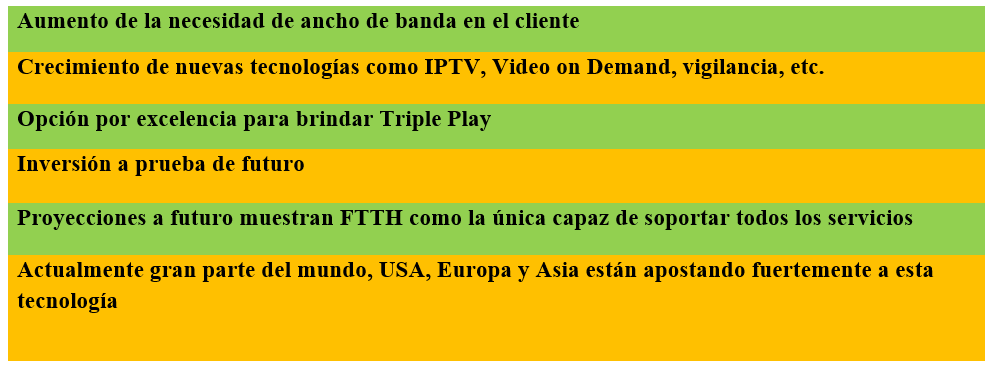 Aumento de la necesidad de ancho de banda en el cliente
Crecimiento de nuevas tecnologías como IPTV, Video on Demand, vigilancia, etc.
Opción por excelencia para brindar Triple Play
Inversión a prueba de futuro
Proyecciones a futuro muestran FTTH como la única capaz de soportar todos los servicios
Actualmente gran parte del mundo, USA, Europa y Asia están apostando fuertemente a esta
tecnología